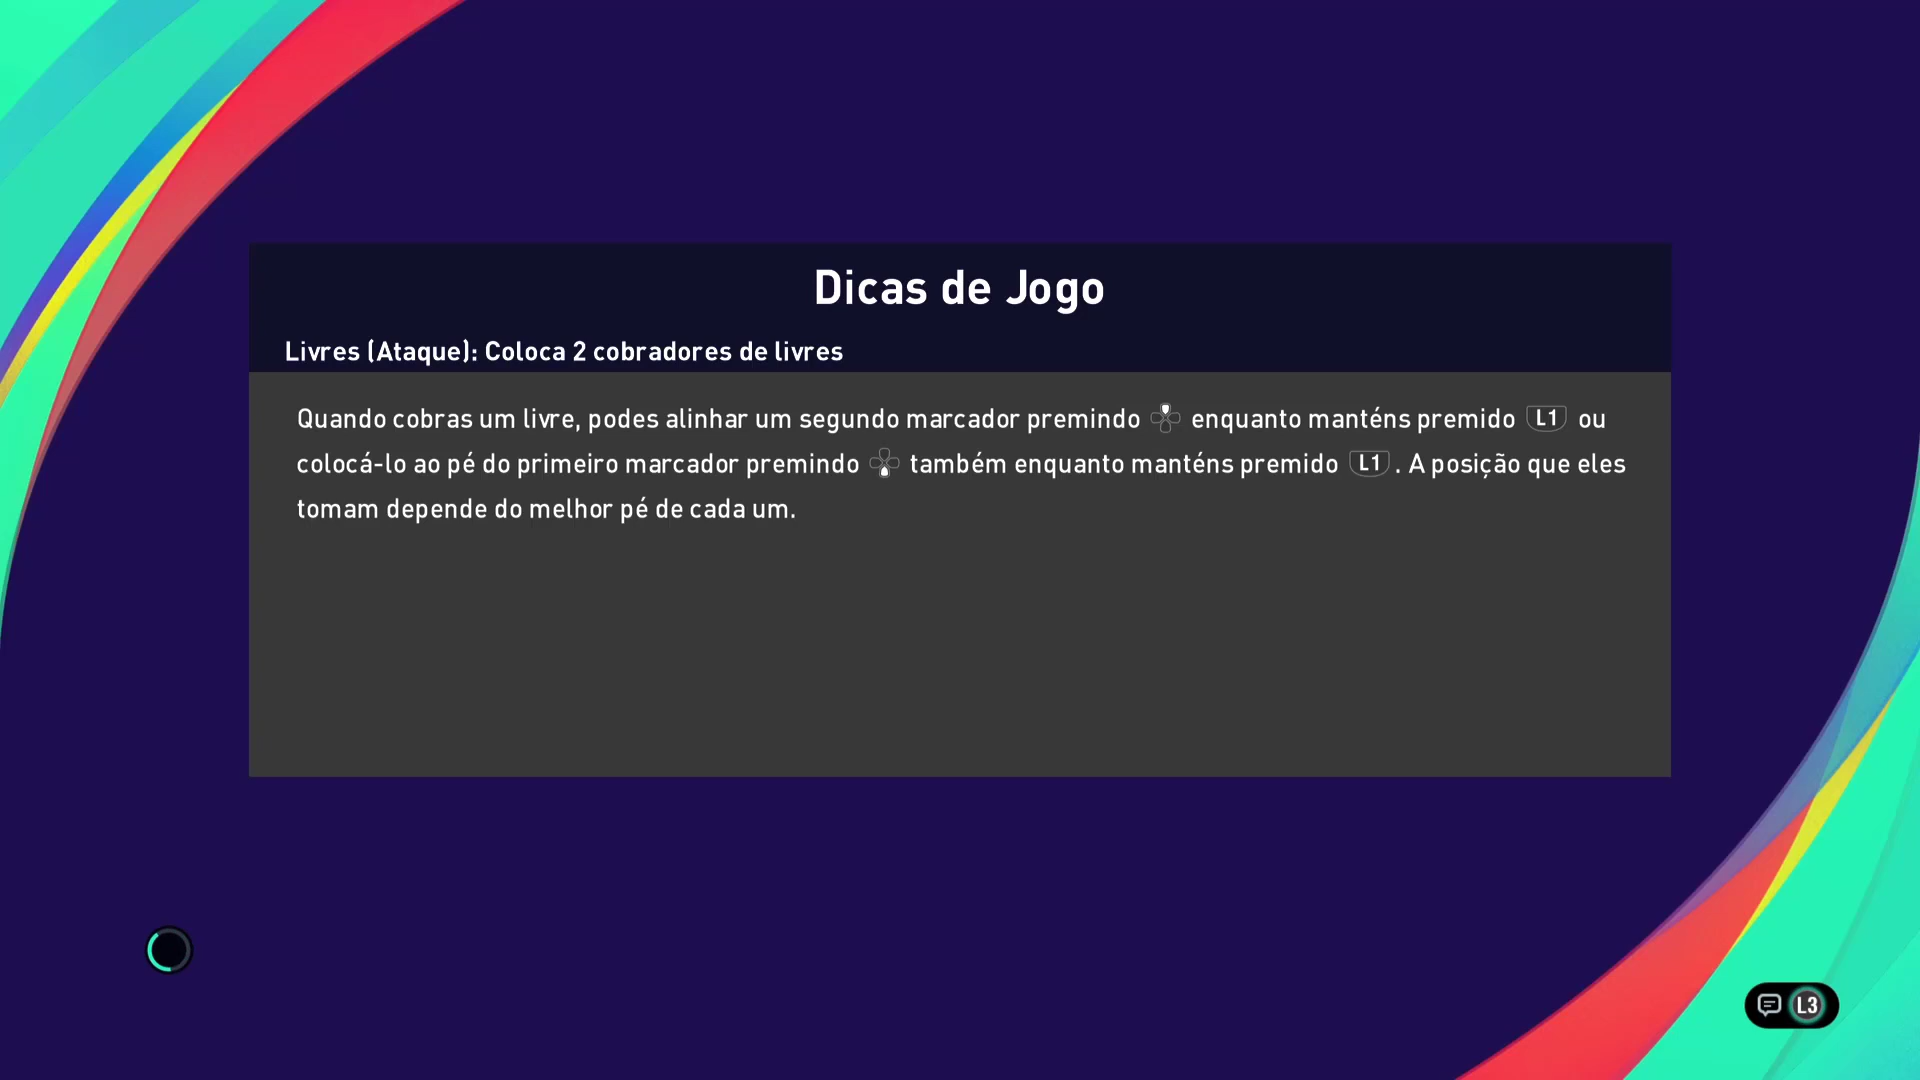 Dicas de Jogo
Livres (Ataque): Coloca 2 cobradores de livres
Quando cobras um livre, podes alinhar um segundo marcador premindo enquanto manténs premido L1 ou
colocá-lo ao pé do primeiro marcador premindo também enquanto manténs premido L1 . A posição que eles
tomam depende do melhor pé de cada um.
L3